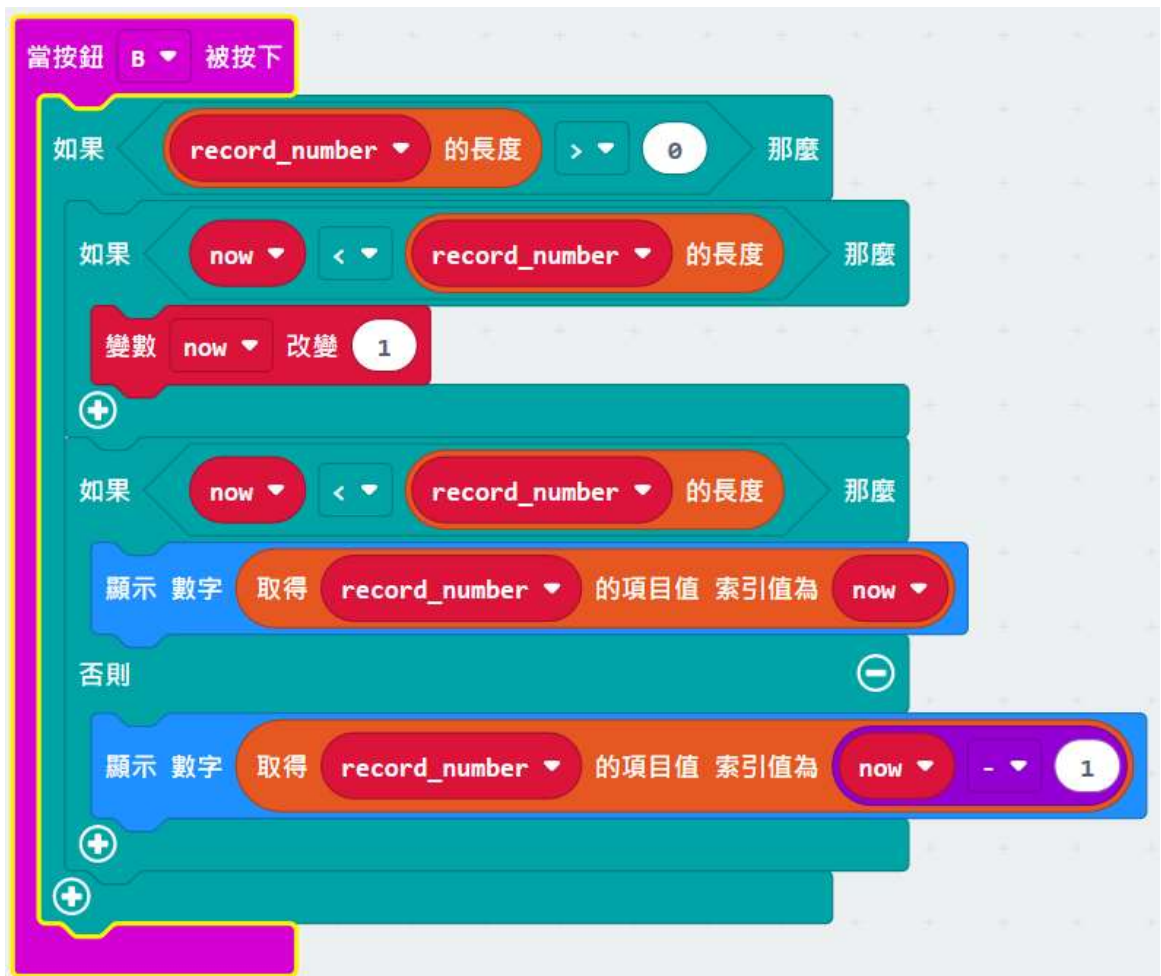 當按鈕 B 被按下
如果 record_number 的長度 > 0 那麼
如果 now < record_number 的長度 那麼
變數 now 改變 1
如果 now < record_number 的長度 那麼
顯示 數字 取得 record_number 的項目值 索引值為 now
否則
顯示 數字 取得 record_number 的項目值 索引值為 now - 1